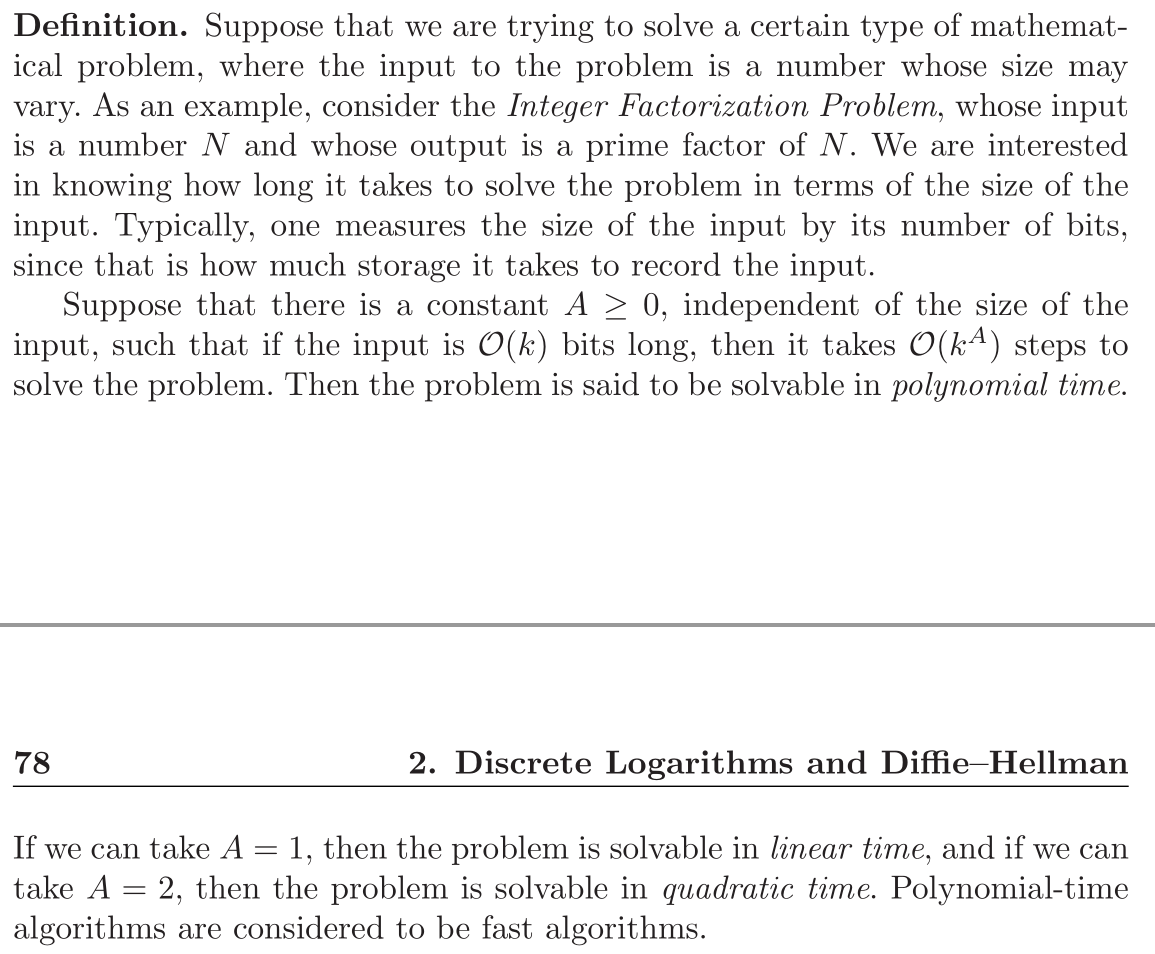 Definition. Suppose that we are trying to solve a certain type of mathemat-
ical problem, where the input to the problem is a number whose size may
vary. As an example, consider the Integer Factorization Problem, whose input
is a number N and whose output is a prime factor of N. We are interested
in knowing how long it takes to solve the problem in terms of the size of the
input. Typically, one measures the size of the input by its number of bits,
since that is how much storage it takes to record the input.
Suppose that there is a constant A ≥ 0, independent of the size of the
input, such that if the input is 𝒪(k) bits long, then it takes 𝒪(k^A) steps to
solve the problem. Then the problem is said to be solvable in polynomial time.
78 2. Discrete Logarithms and Diffie–Hellman
If we can take A = 1, then the problem is solvable in linear time, and if we can
take A = 2, then the problem is solvable in quadratic time. Polynomial-time
algorithms are considered to be fast algorithms.